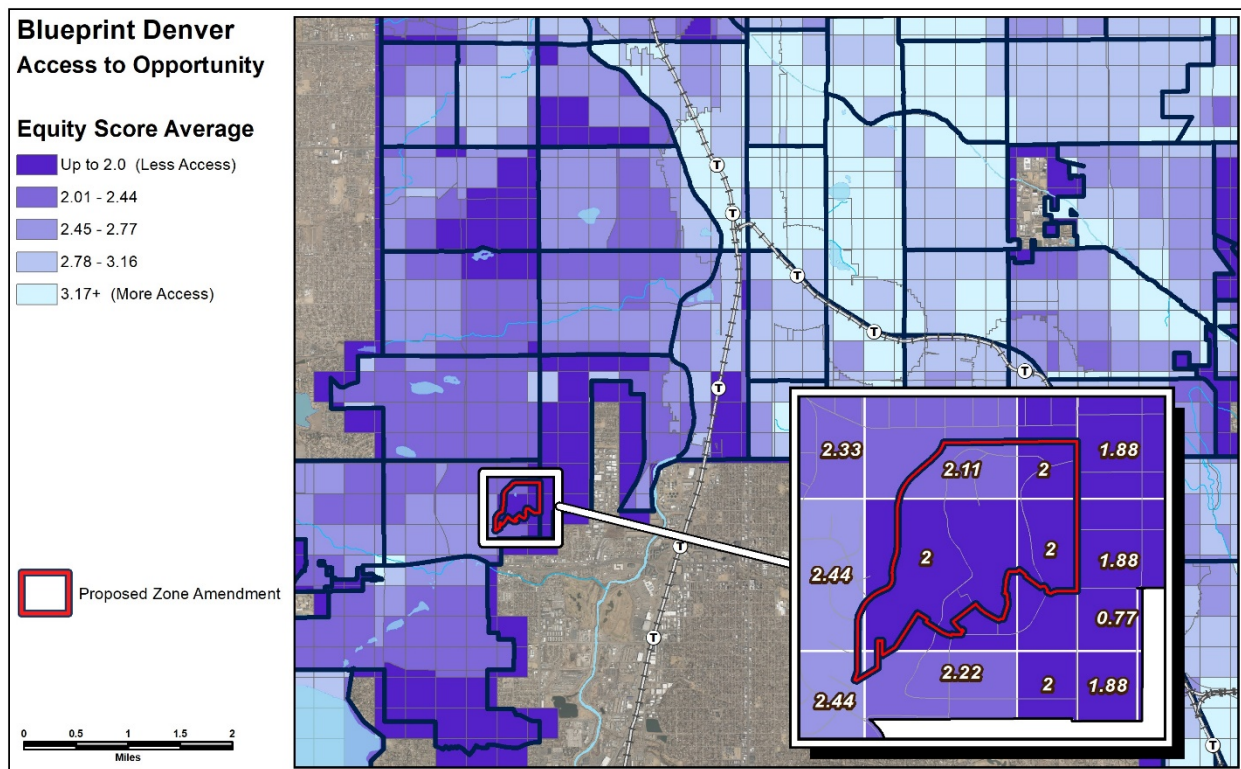 Blueprint Denver
Access to Opportunity
Equity Score Average
Up to 2.0 (Less Access)
2.01 - 2.44
2.45 - 2.77
2.78 - 3.16
3.17+ (More Access)
Proposed Zone Amendment
0 0.5 1 1.5 2
Miles
T
T
T
T
T
T
T
T
T
2.33 2.11 2 1.88
2.44 2 2 1.88
0.77
2.44 2.22 2 1.88